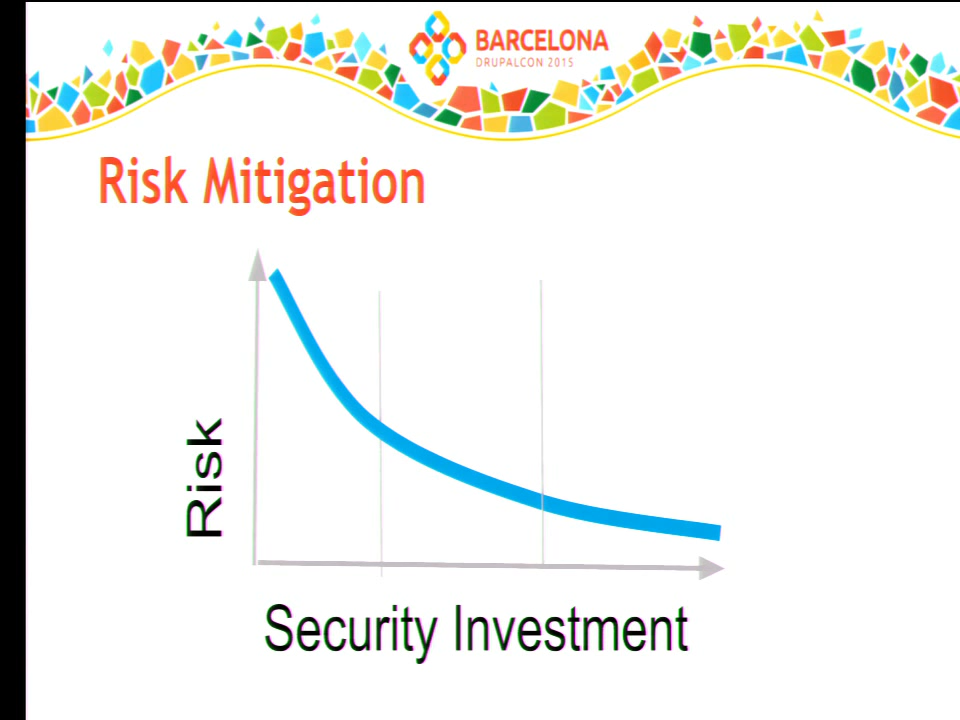 BARCELONA
DRUPALCON 2015
Risk Mitigation
Risk
Security Investment